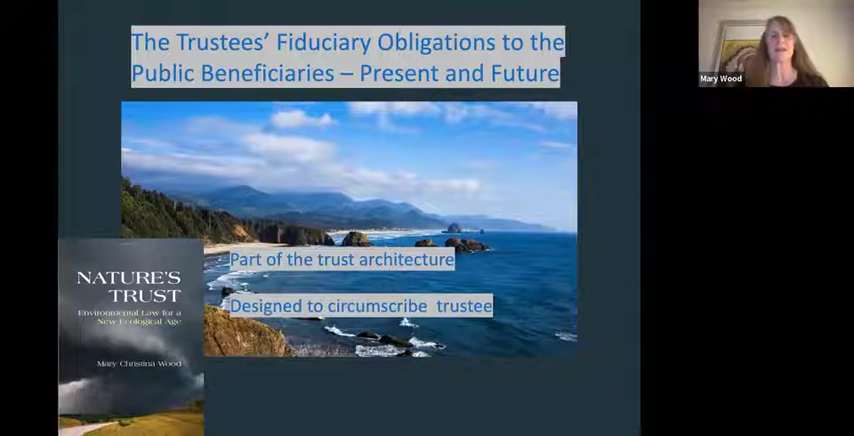 The Trustees' Fiduciary Obligations to the
Public Beneficiaries – Present and Future
Mary Wood
Part of the trust architecture
Designed to circumscribe trustee
NATURE'S
TRUST
Environmental Law for a
New Ecological Age
Mary Christina Wood